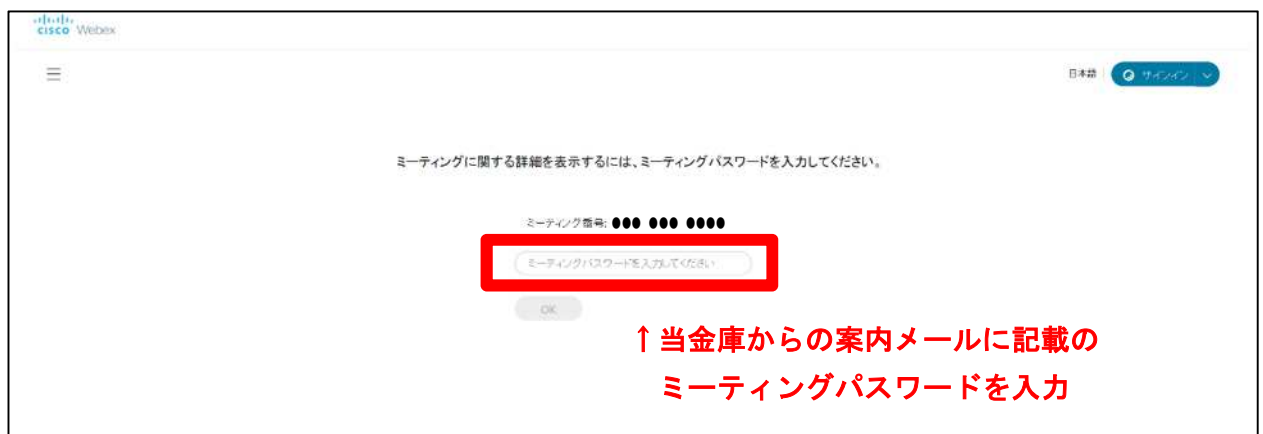 CISCO Webex
日本語 サインイン
ミーティングに関する詳細を表示するには、ミーティングパスワードを入力してください。
ミーティング番号: ●●● ●●● ●●●●
ミーティングパスワードを入力してください
OK
↑当金庫からの案内メールに記載の
ミーティングパスワードを入力